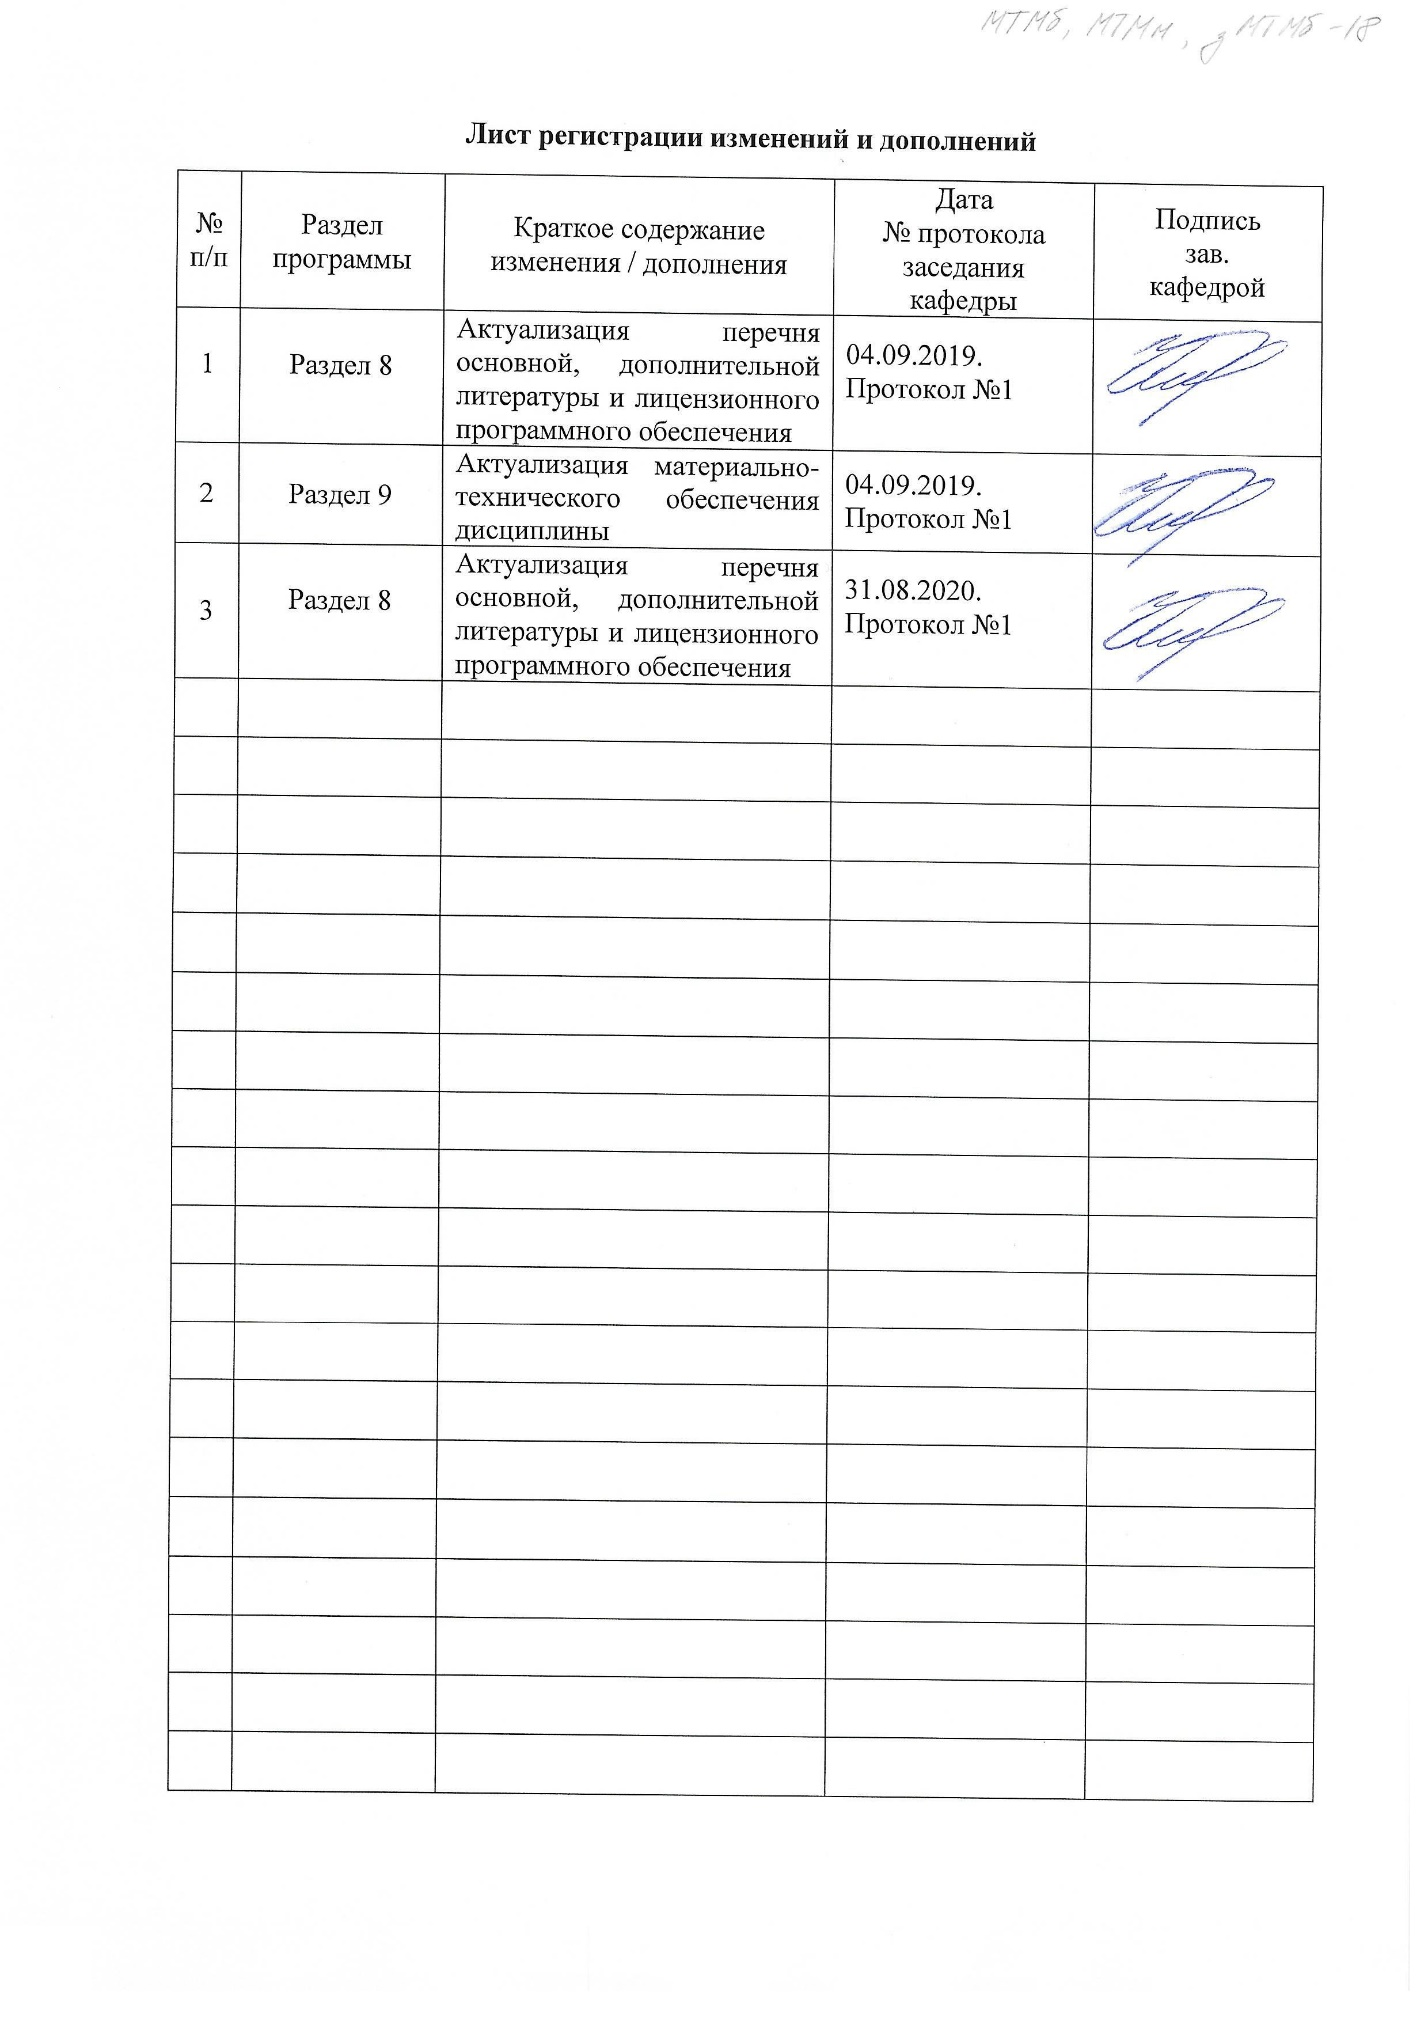 МТМб, МТМм, зМТМб-18
Лист регистрации изменений и дополнений
№
п/п
Раздел
программы
Краткое содержание
изменения / дополнения
Дата
№ протокола
заседания
кафедры
Подпись
зав.
кафедрой
1
Раздел 8
Актуализация перечня
основной, дополнительной
литературы и лицензионного
программного обеспечения
04.09.2019.
Протокол №1
2
Раздел 9
Актуализация материально-
технического обеспечения
дисциплины
04.09.2019.
Протокол №1
3
Раздел 8
Актуализация перечня
основной, дополнительной
литературы и лицензионного
программного обеспечения
31.08.2020.
Протокол №1